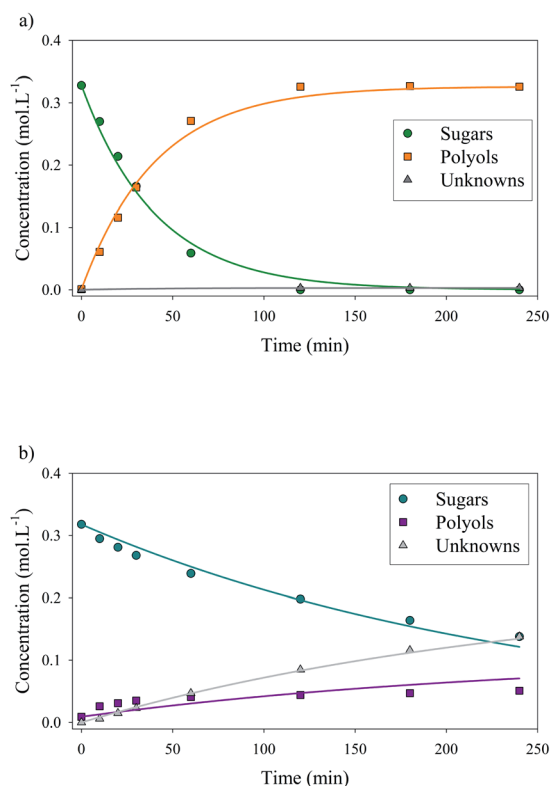 a)
0.4
0.3
0.2
0.1
0.0
Concentration (mol.L-1)
Sugars
Polyols
Unknowns
0 50 100 150 200 250
Time (min)
b)
0.4
0.3
0.2
0.1
0.0
Concentration (mol.L-1)
Sugars
Polyols
Unknowns
0 50 100 150 200 250
Time (min)